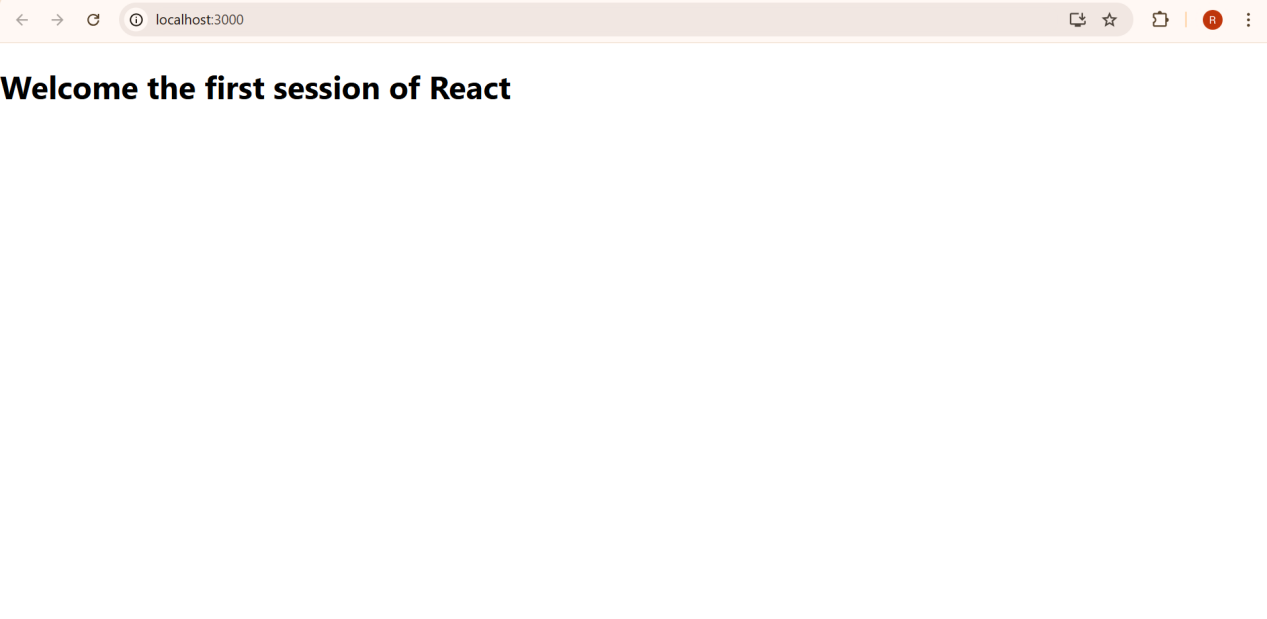 localhost:3000
R
Welcome the first session of React